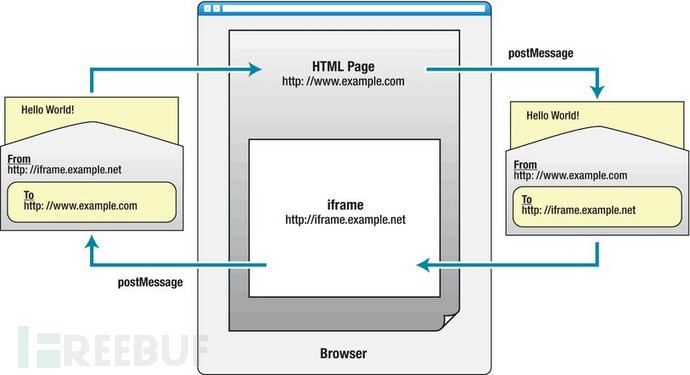 HTML Page
http: //www.example.com
postMessage
Hello World!
From
http: //iframe.example.net
To
http: //www.example.com
Hello World!
From
http: //www.example.com
To
http: //iframe.example.net
iframe
http://iframe.example.net
postMessage
Browser
FREEBUF